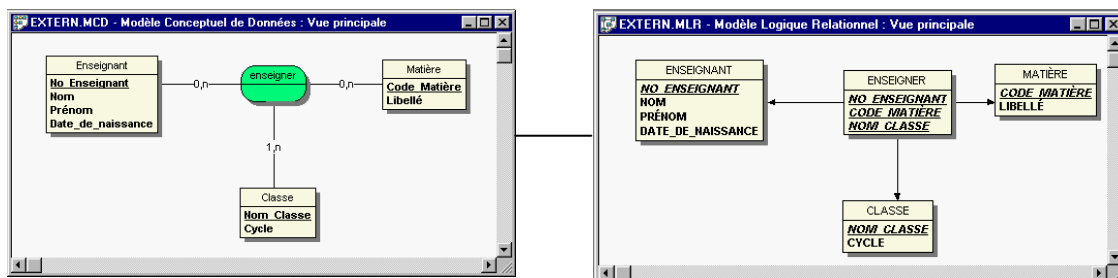 EXTERN.MCD - Modèle Conceptuel de Données : Vue principale
Enseignant
No_Enseignant
Nom
Prénom
Date_de_naissance
0,n
enseigner
0,n
Matière
Code_Matière
Libellé
1,n
Classe
Nom_Classe
Cycle
EXTERN.MLR - Modèle Logique Relationnel : Vue principale
ENSEIGNANT
NO_ENSEIGNANT
NOM
PRÉNOM
DATE_DE_NAISSANCE
ENSEIGNER
NO_ENSEIGNANT
CODE_MATIÈRE
NOM_CLASSE
MATIÈRE
CODE_MATIÈRE
LIBELLÉ
CLASSE
NOM_CLASSE
CYCLE